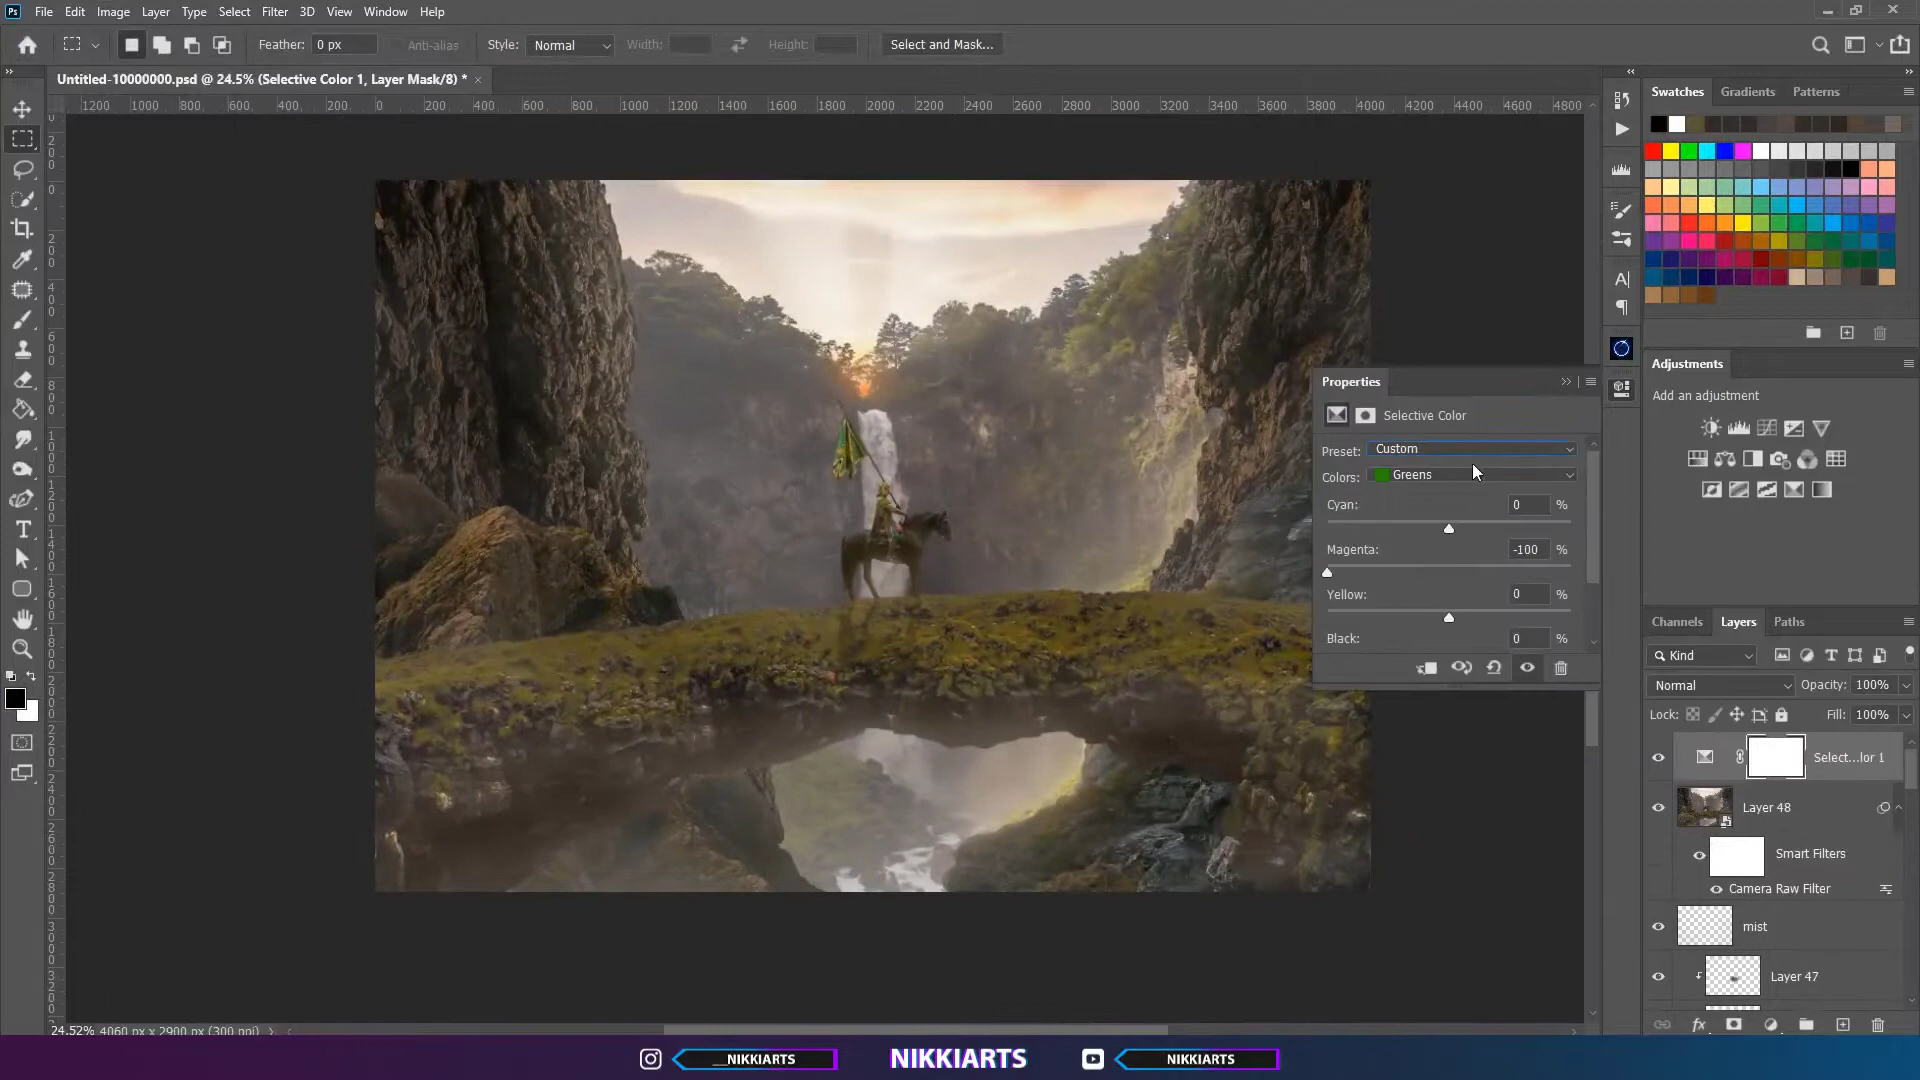 Ps File Edit Image Layer Type Select Filter 3D View Window Help
Feather: 0 px Anti-alias Style: Normal Width: Height: Select and Mask...
Untitled-10000000.psd @ 24.5% (Selective Color 1, Layer Mask/8) * ×
1200 1000 800 600 400 200 0 200 400 600 800 1000 1200 1400 1600 1800 2000 2200 2400 2600 2800 3000 3200 3400 3600 3800 4000 4200 4400 4600 4800
Swatches Gradients Patterns
Adjustments
Add an adjustment
Properties
Selective Color
Preset: Custom
Colors: Greens
Cyan: 0 %
Magenta: -100 %
Yellow: 0 %
Black: 0 %
Channels Layers Paths
Kind
Normal Opacity: 100%
Lock: Fill: 100%
Select...lor 1
Layer 48
Smart Filters
Camera Raw Filter
mist
Layer 47
fx
24.52% 4060 px x 2900 px (300 ppi)
__NIKKIARTS NIKKIARTS NIKKIARTS